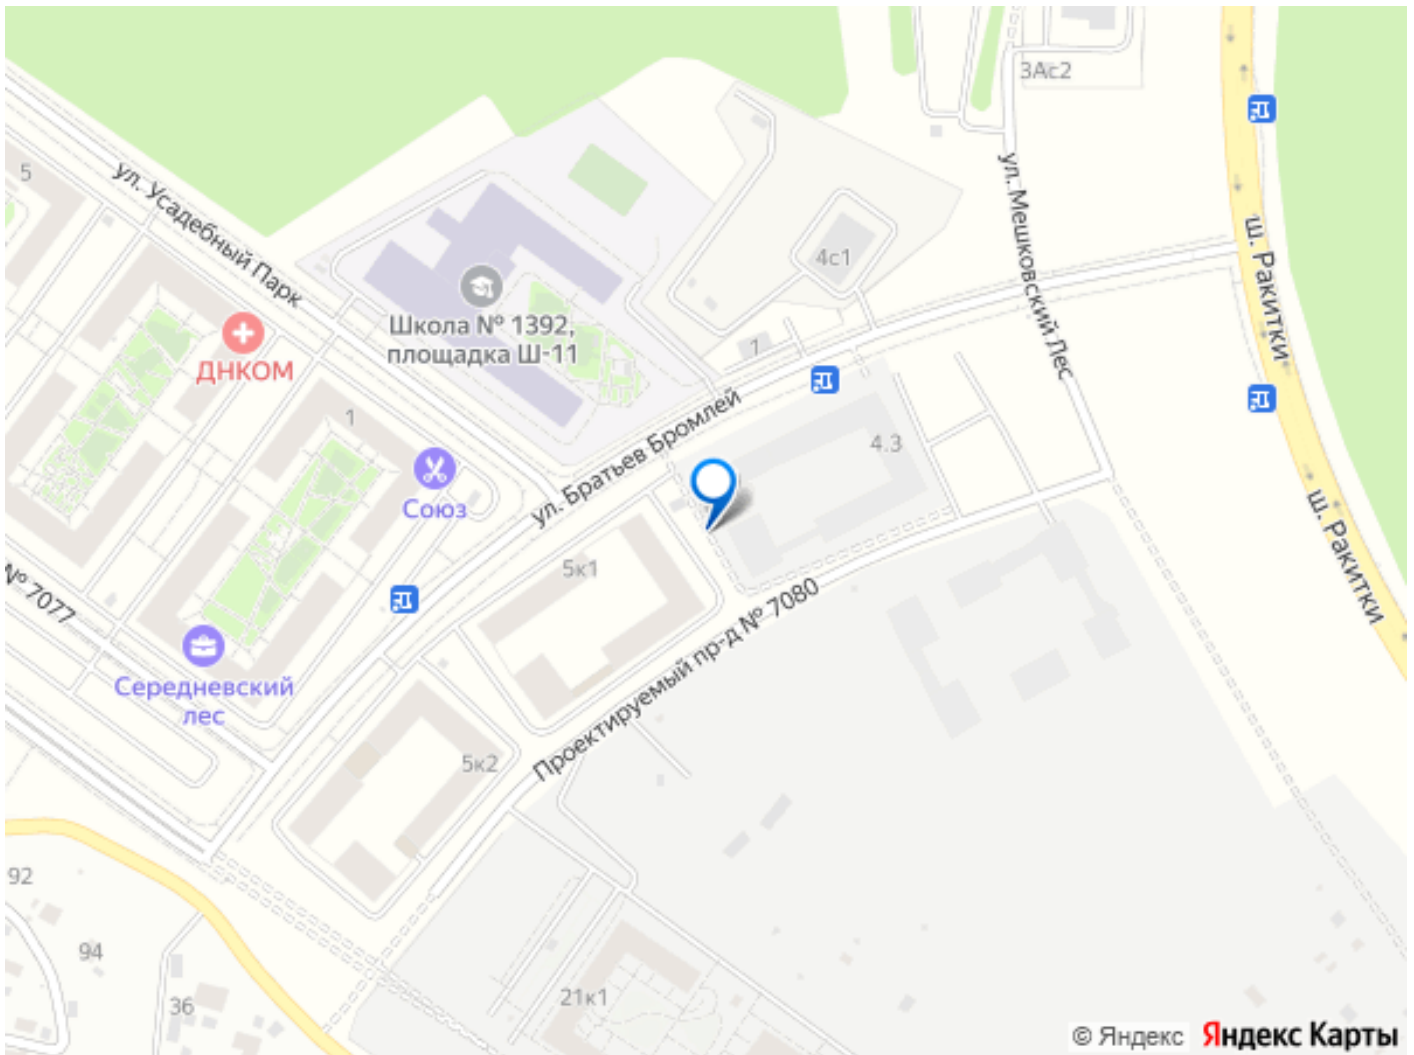 3Ас2
5
ул. Усадебный Парк
ул. Мешковский Лес
ш. Ракитки
4с1
Школа № 1392,
площадка Ш-11
1
ДНКОМ
1
ул. Братьев Бромлей
4.3
Союз
ш. Ракитки
5к1
№ 7077
Проектируемый пр-д № 7080
Середневский
лес
5к2
92
94
36
21к1
© Яндекс Яндекс Карты